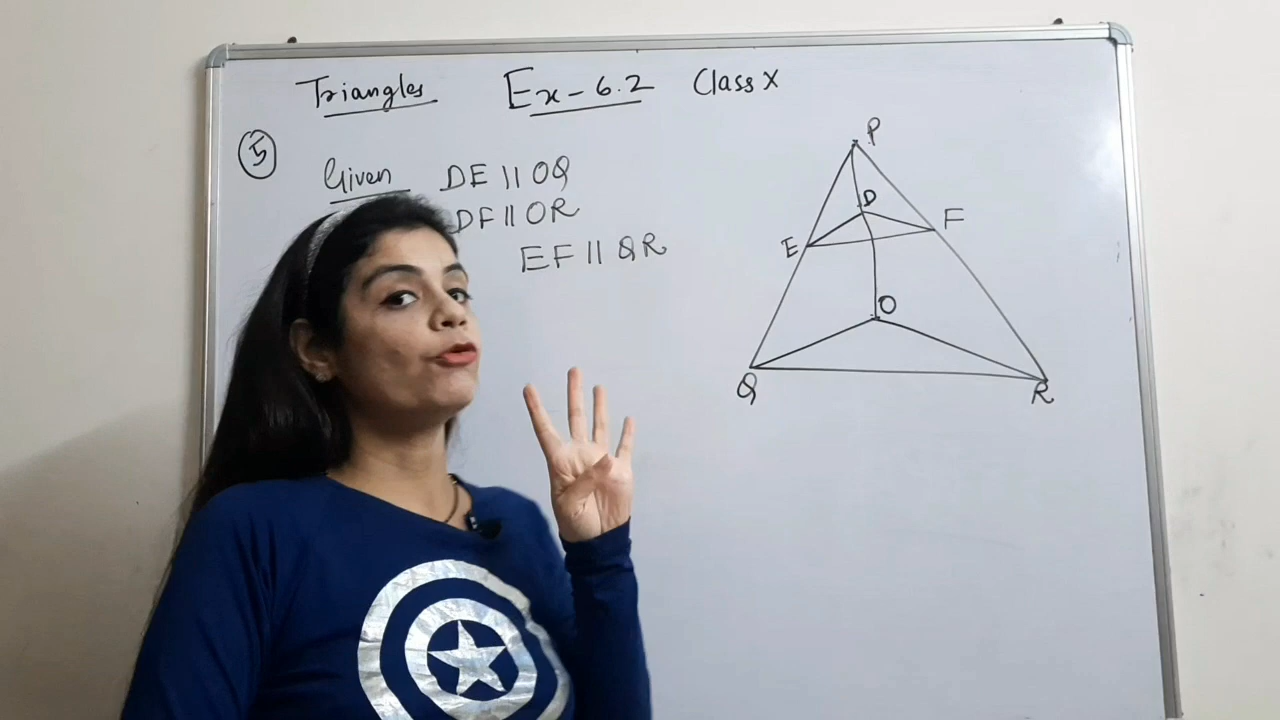 Triangles Ex-6.2 Class X
5
Given DE || OQ
DF || OR
EF || QR
P
D
F
E
O
Q
R